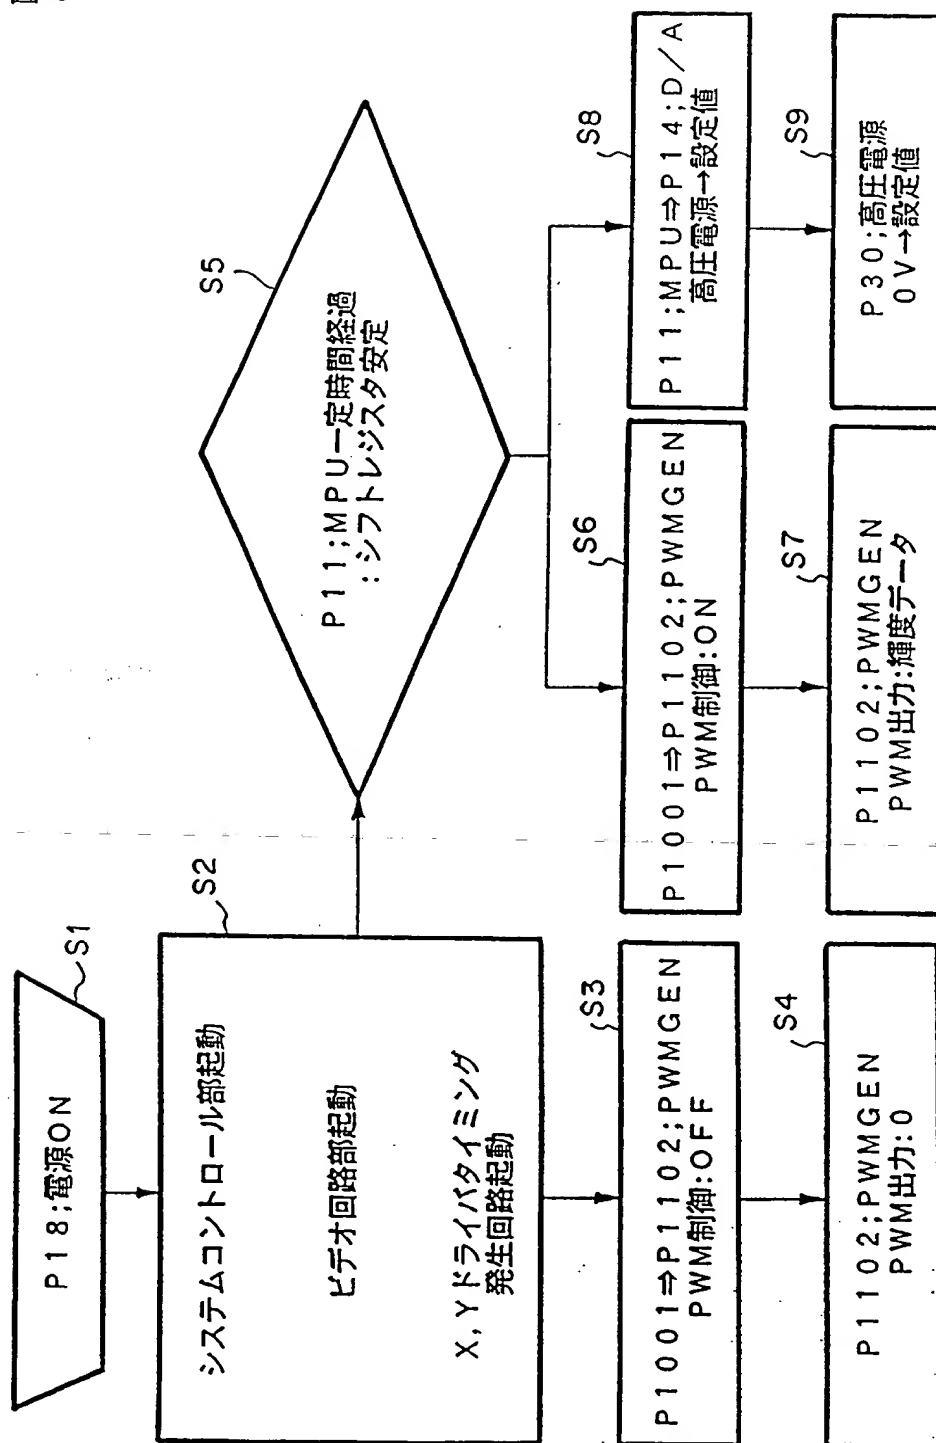 図
P18;電源ON
S1
S2
システムコントロール部起動
ビデオ回路部起動
X,Yドライバタイミング
発生回路起動
S3
P1001⇒P1102;PWMGEN
PWM制御:OFF
S4
P1102;PWMGEN
PWM出力:0
S5
P11;MPU一定時間経過
:シフトレジスタ安定
S6
P1001⇒P1102;PWMGEN
PWM制御:ON
S7
P1102;PWMGEN
PWM出力:輝度データ
S8
P11;MPU⇒P14;D/A
高圧電源→設定値
S9
P30;高圧電源
0V→設定値